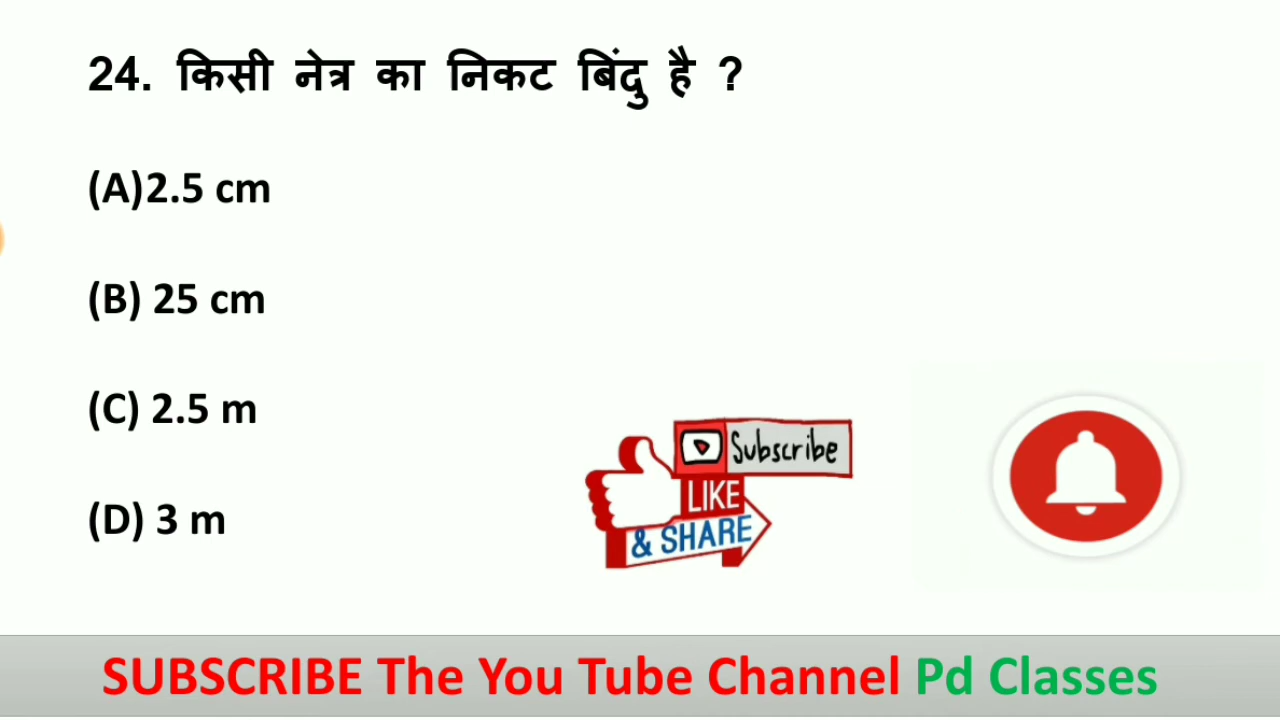 24. किसी नेत्र का निकट बिंदु है ?
(A)2.5 cm
(B) 25 cm
(C) 2.5 m
(D) 3 m
Subscribe
LIKE
& SHARE
SUBSCRIBE The You Tube Channel Pd Classes